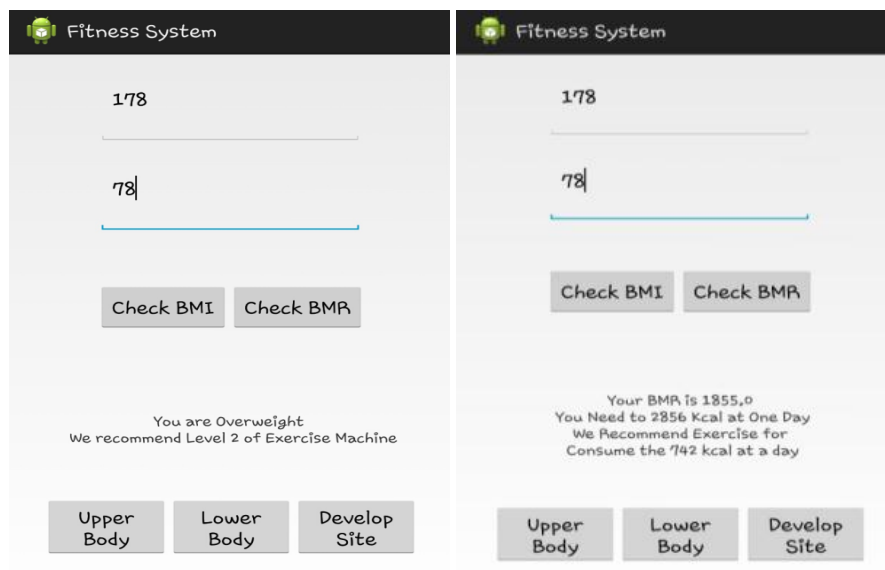 Fitness System
178
78
Check BMI
Check BMR
You are Overweight
We recommend Level 2 of Exercise Machine
Upper
Body
Lower
Body
Develop
Site
Fitness System
178
78
Check BMI
Check BMR
Your BMR is 1855,0
You Need to 2856 Kcal at One Day
We Recommend Exercise for
Consume the 742 kcal at a day
Upper
Body
Lower
Body
Develop
Site